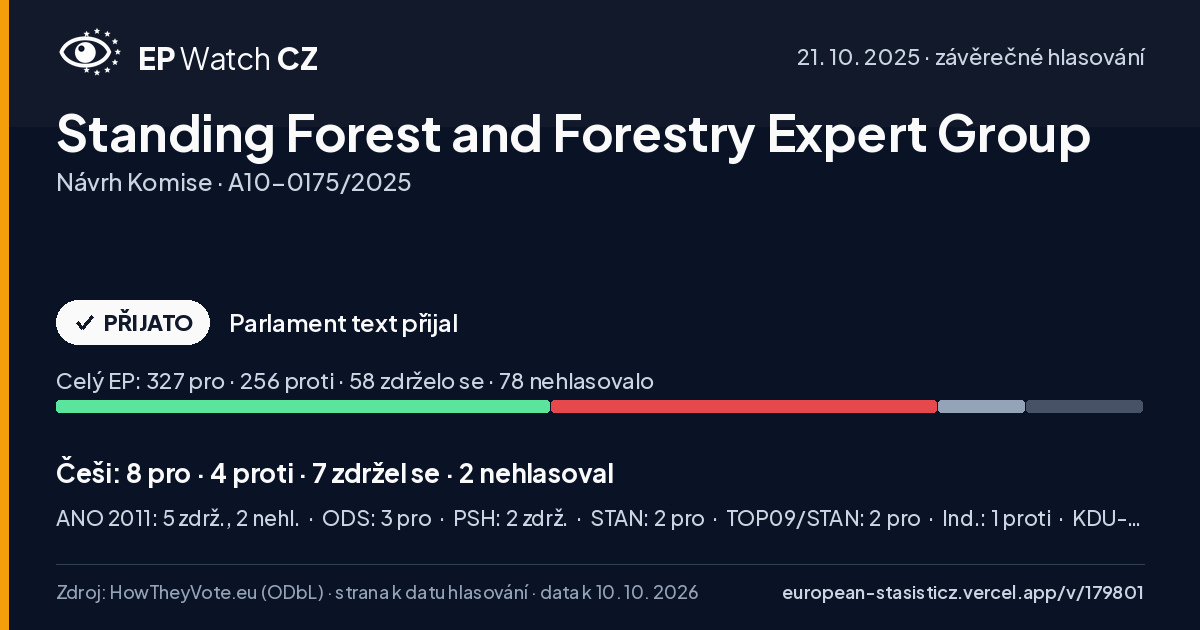 EP Watch CZ
21. 10. 2025 · závěrečné hlasování
Standing Forest and Forestry Expert Group
Návrh Komise · A10–0175/2025
✓ PŘIJATO
Parlament text přijal
Celý EP: 327 pro · 256 proti · 58 zdrželo se · 78 nehlasovalo
Češi: 8 pro · 4 proti · 7 zdržel se · 2 nehlasoval
ANO 2011: 5 zdrž., 2 nehl. · ODS: 3 pro · PSH: 2 zdrž. · STAN: 2 pro · TOP09/STAN: 2 pro · Ind.: 1 proti · KDU-…
Zdroj: HowTheyVote.eu (ODbL) · strana k datu hlasování · data k 10. 10. 2026
european-stasisticz.vercel.app/v/179801